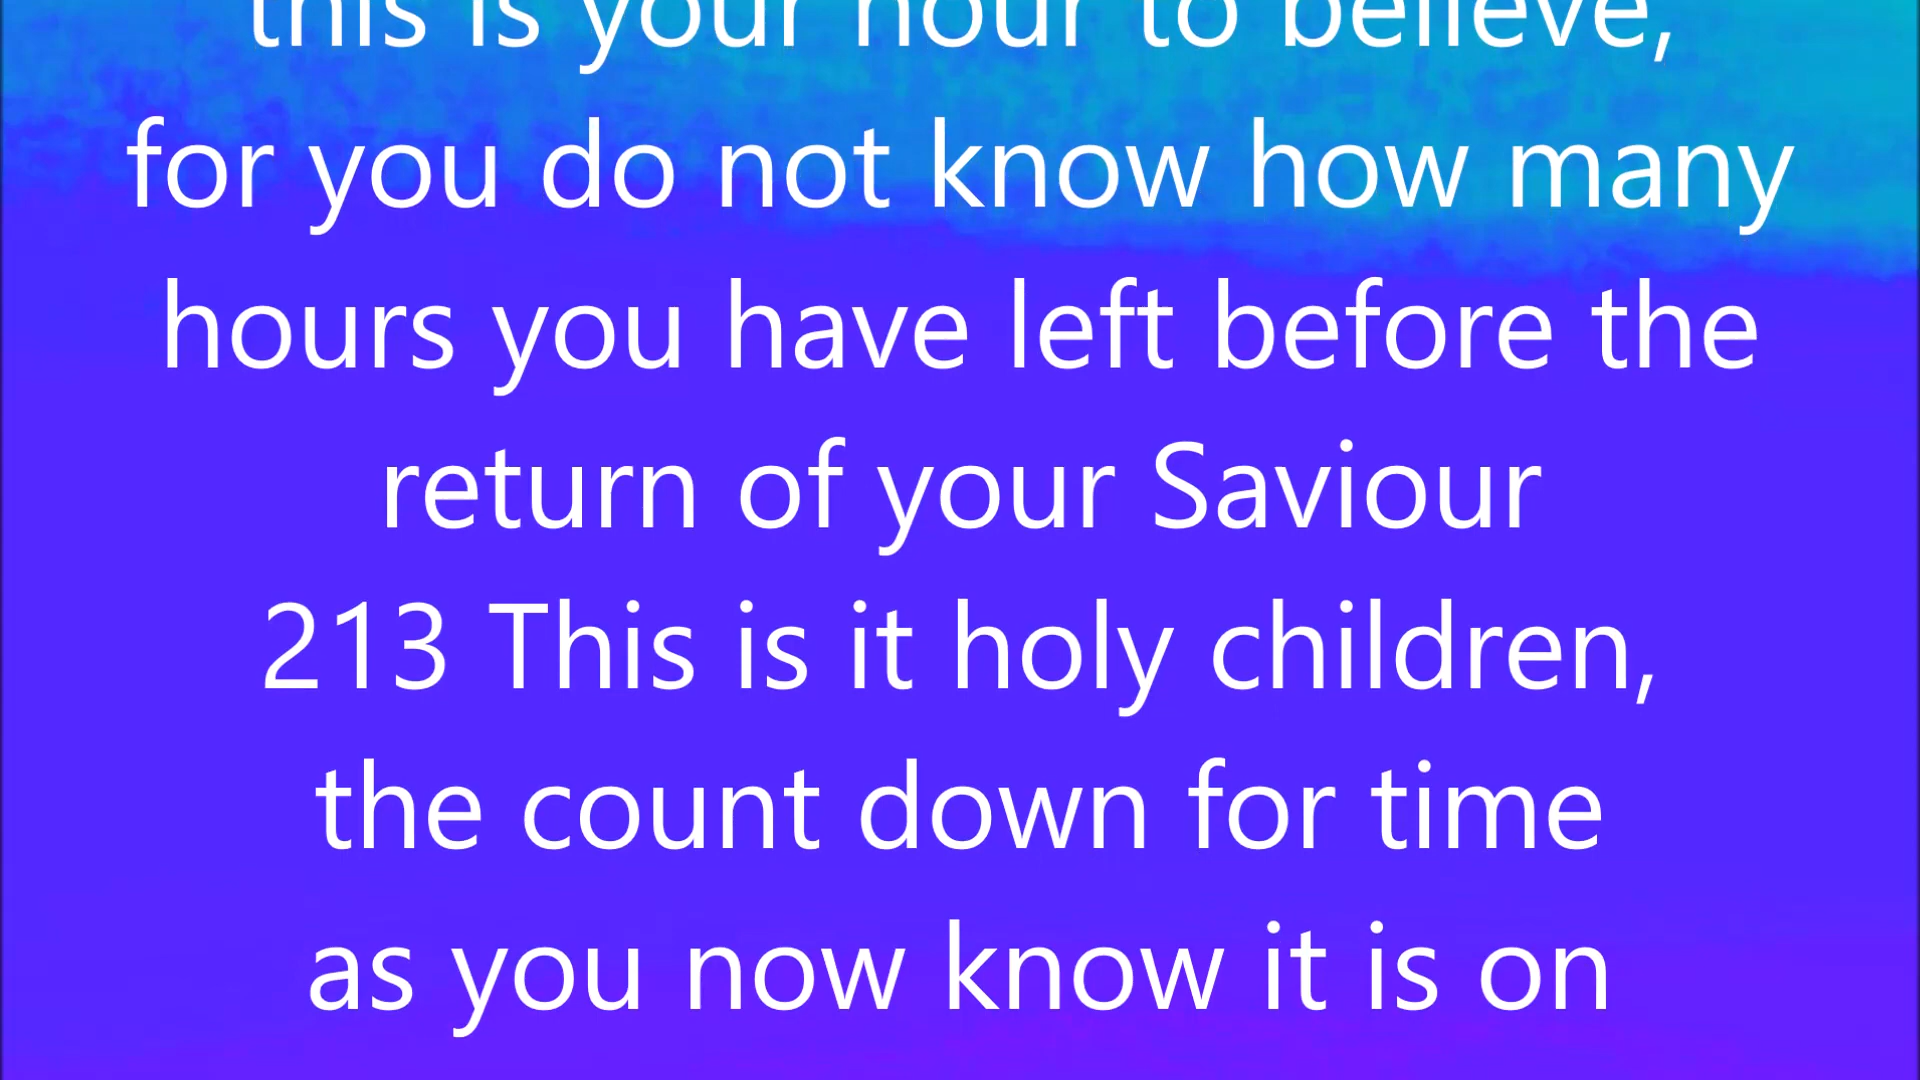 this is your hour to believe,
for you do not know how many
hours you have left before the
return of your Saviour
213 This is it holy children,
the count down for time
as you now know it is on